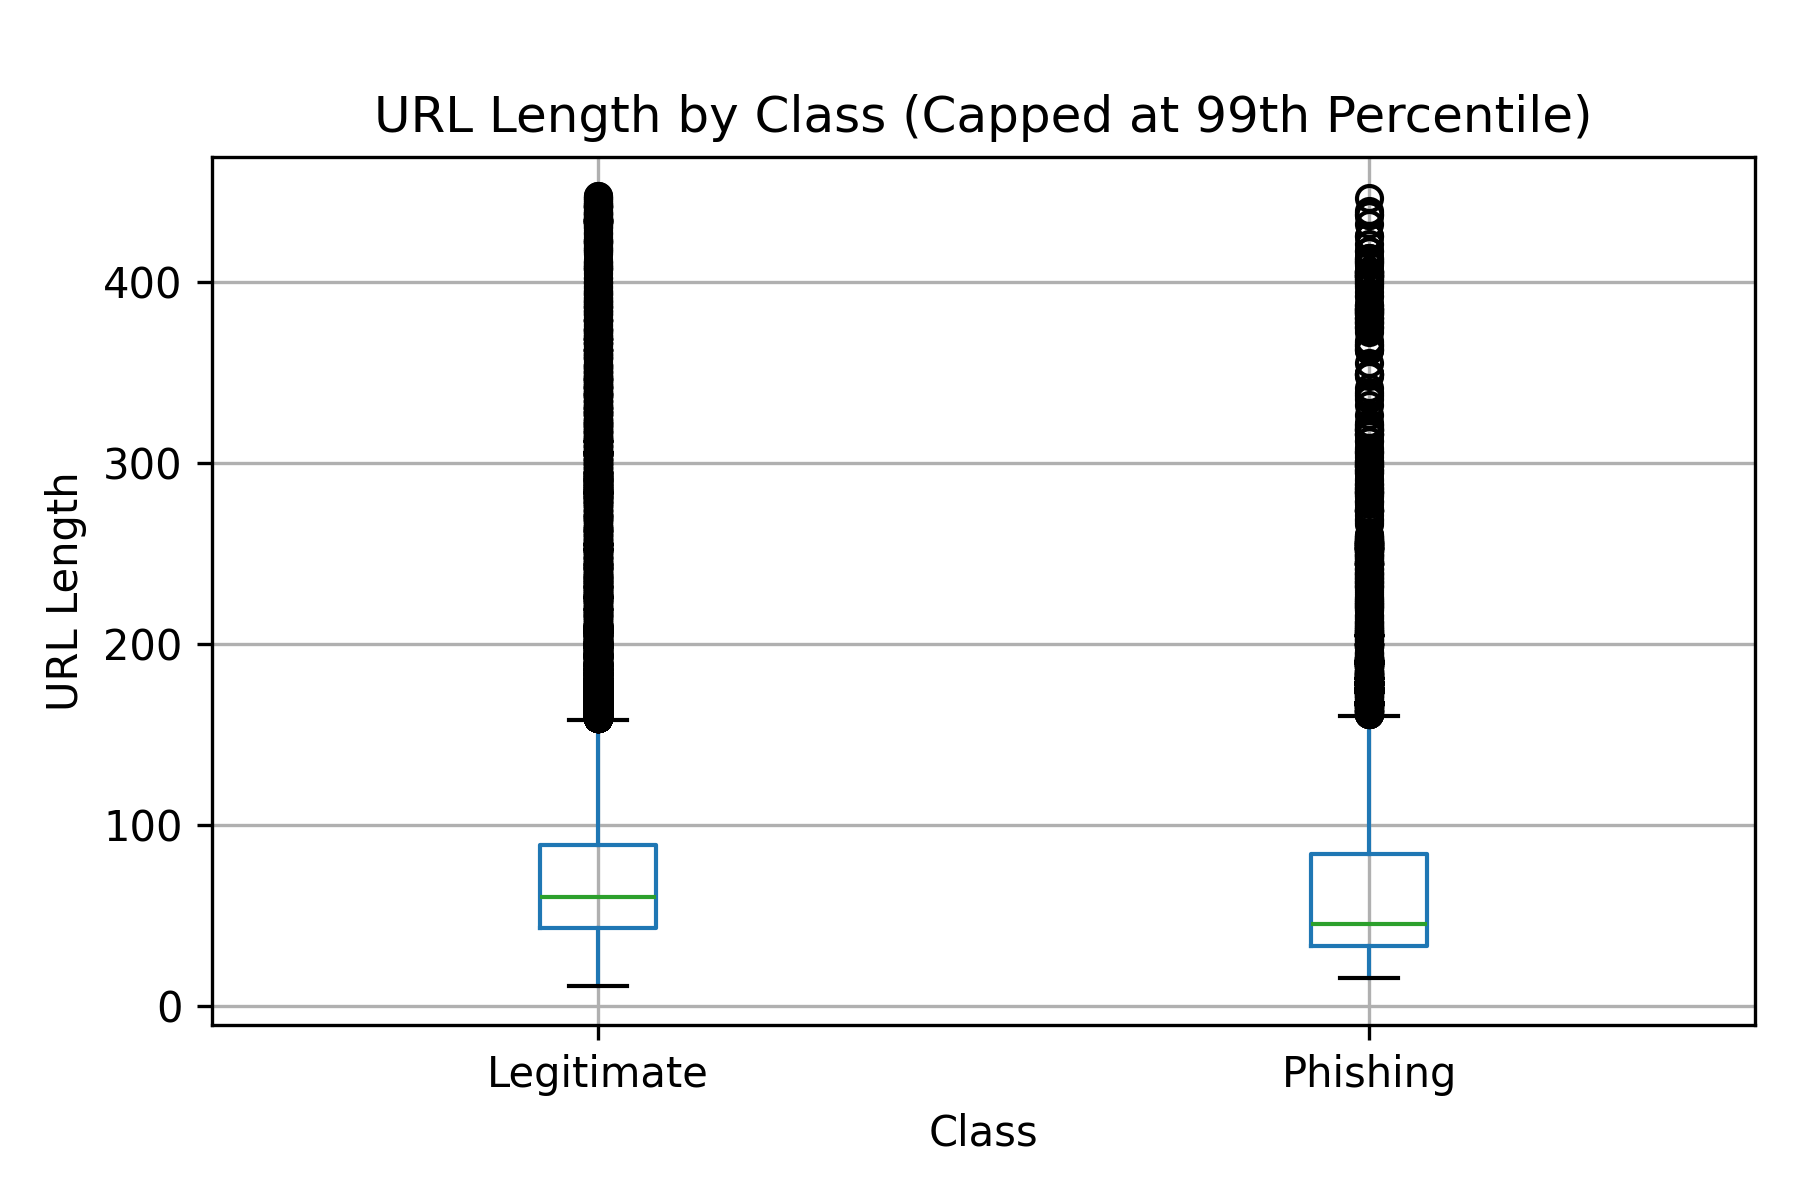 URL Length by Class (Capped at 99th Percentile)
URL Length
400
300
200
100
0
Legitimate
Phishing
Class